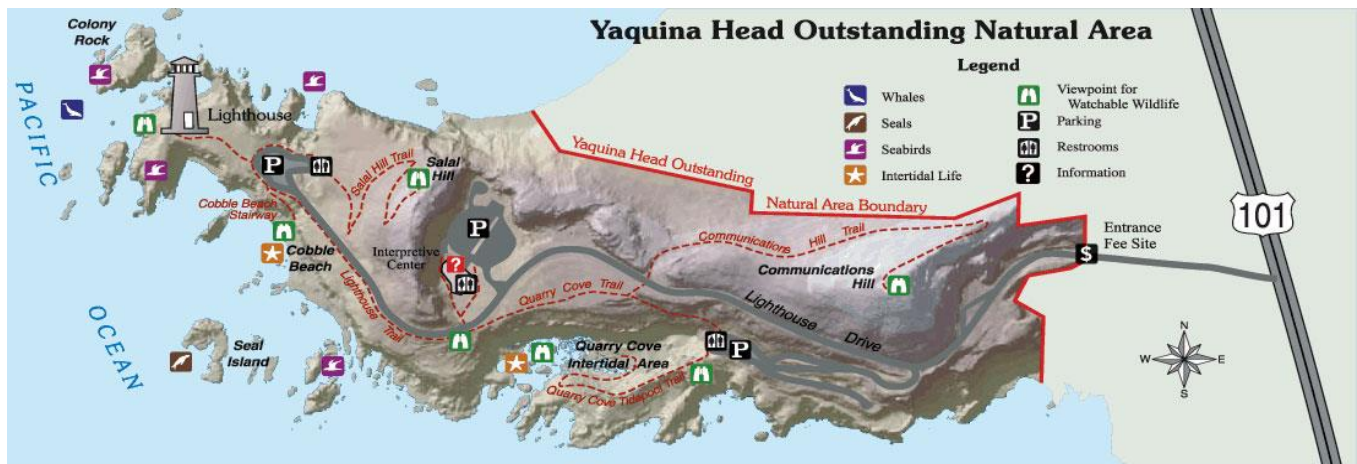 Yaquina Head Outstanding Natural Area
Legend
Whales
Seals
Seabirds
Intertidal Life
Viewpoint for
Watchable Wildlife
P
Parking
Restrooms
?
Information
Colony
Rock
PACIFIC
OCEAN
Lighthouse
P
Salal Hill Trail
Salal
Hill
Cobble Beach
Stairway
Cobble
Beach
Interpretive
Center
?
P
Lighthouse
Trail
Seal
Island
Quarry Cove Trail
Quarry Cove
Intertidal Area
Quarry Cove Tidepool Trail
P
Yaquina Head Outstanding
Natural Area Boundary
Communications Hill Trail
Communications
Hill
Lighthouse Drive
Entrance
Fee Site
$
101
N
W
E
S